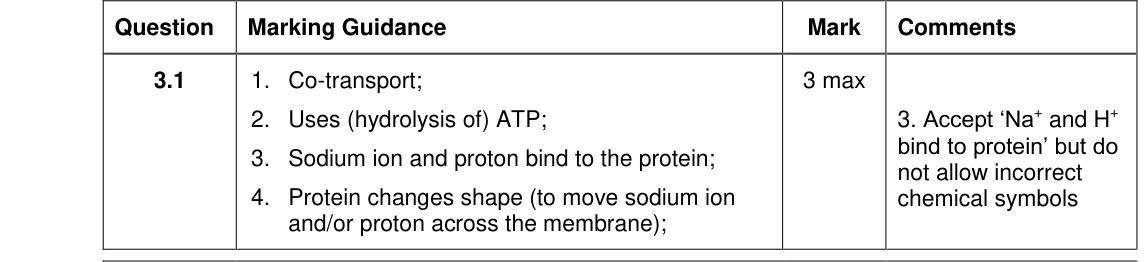 Question Marking Guidance Mark Comments
3.1 1. Co-transport; 3 max
2. Uses (hydrolysis of) ATP;
3. Sodium ion and proton bind to the protein;
4. Protein changes shape (to move sodium ion
and/or proton across the membrane);
3. Accept ‘Na⁺ and H⁺
bind to protein’ but do
not allow incorrect
chemical symbols